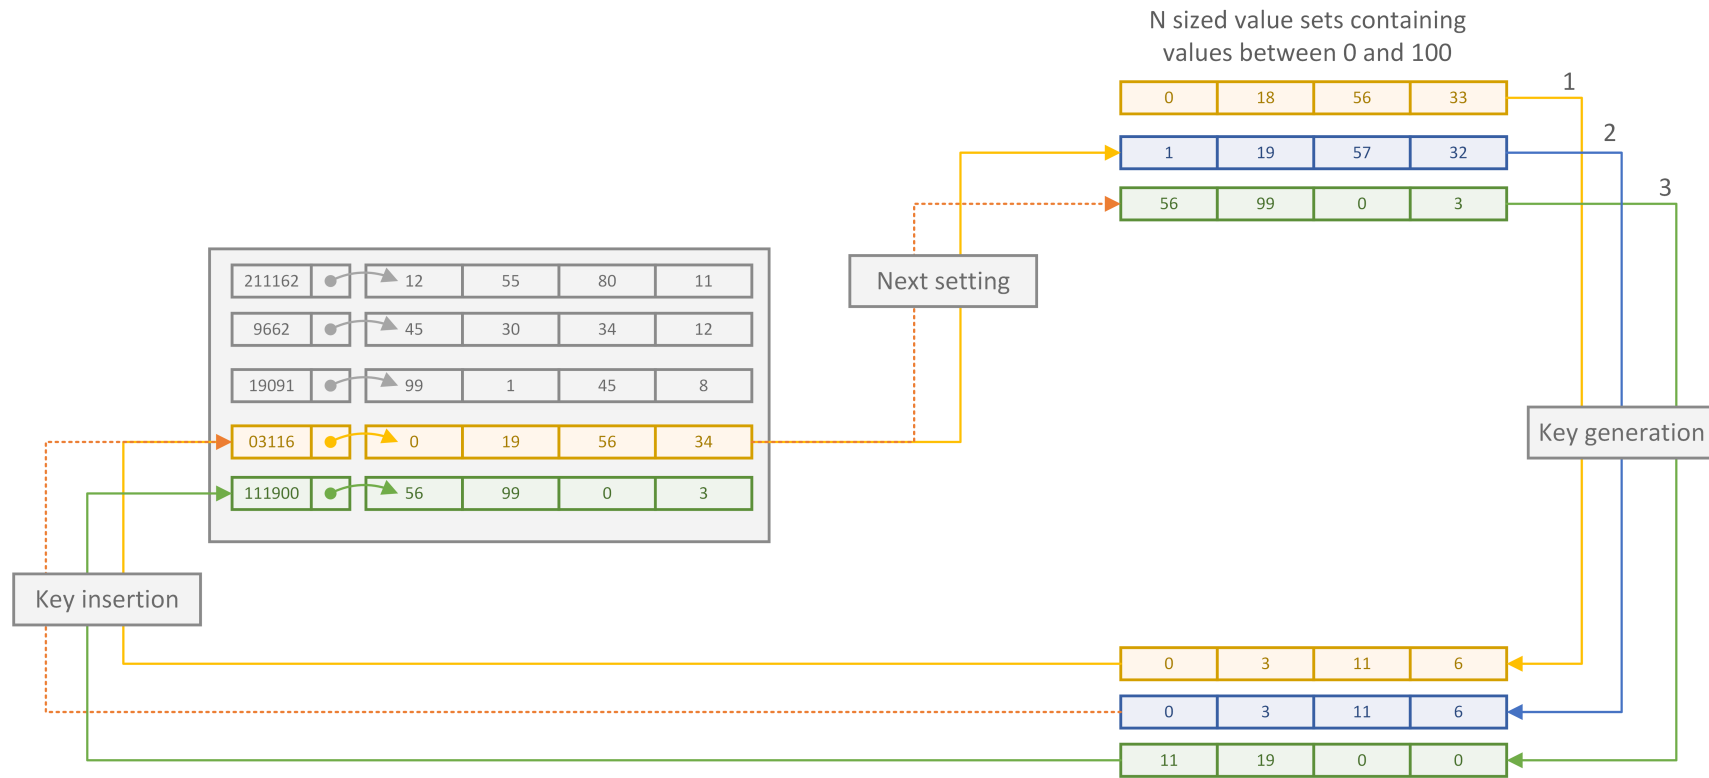 N sized value sets containing
values between 0 and 100
1
0 18 56 33
2
1 19 57 32
3
56 99 0 3
Next setting
211162 12 55 80 11
9662 45 30 34 12
19091 99 1 45 8
03116 0 19 56 34
111900 56 99 0 3
Key generation
Key insertion
0 3 11 6
0 3 11 6
11 19 0 0